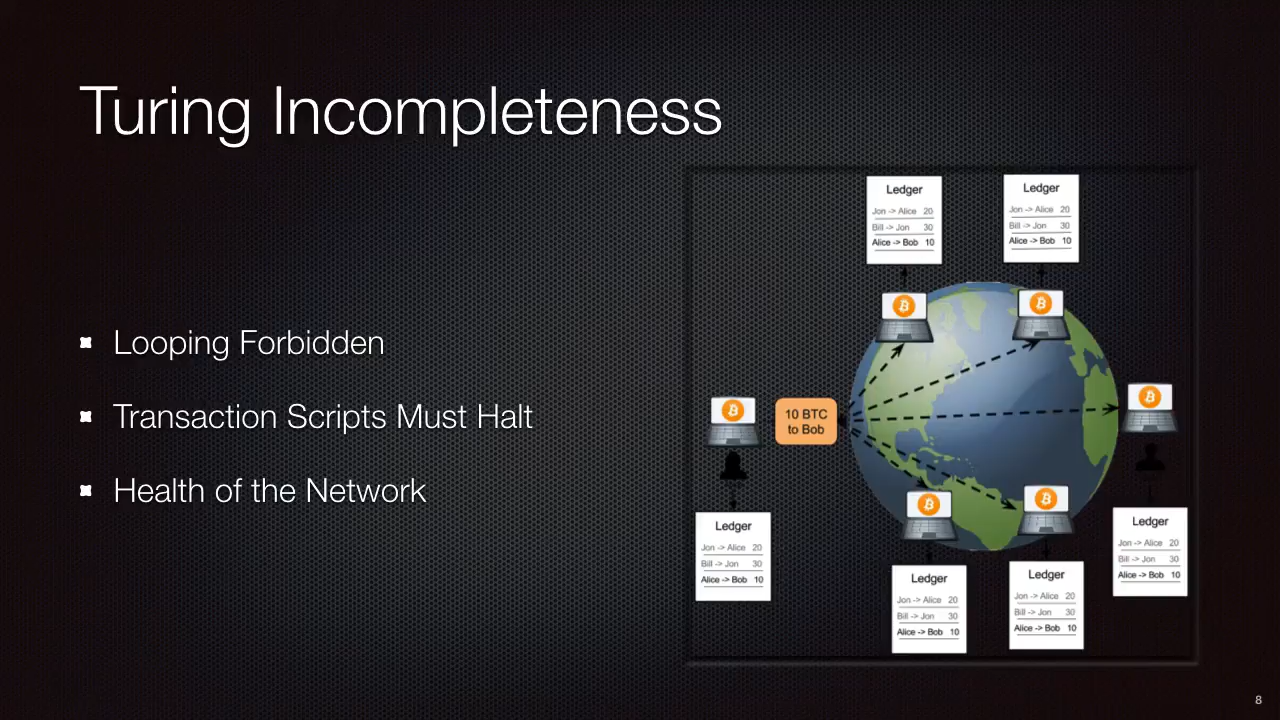 Turing Incompleteness
Looping Forbidden
Transaction Scripts Must Halt
Health of the Network
Ledger
Jon -> Alice 20
Bill -> Jon 30
Alice -> Bob 10
Ledger
Jon -> Alice 20
Bill -> Jon 30
Alice -> Bob 10
10 BTC
to Bob
Ledger
Jon -> Alice 20
Bill -> Jon 30
Alice -> Bob 10
Ledger
Jon -> Alice 20
Bill -> Jon 30
Alice -> Bob 10
Ledger
Jon -> Alice 20
Bill -> Jon 30
Alice -> Bob 10
Ledger
Jon -> Alice 20
Bill -> Jon 30
Alice -> Bob 10
8